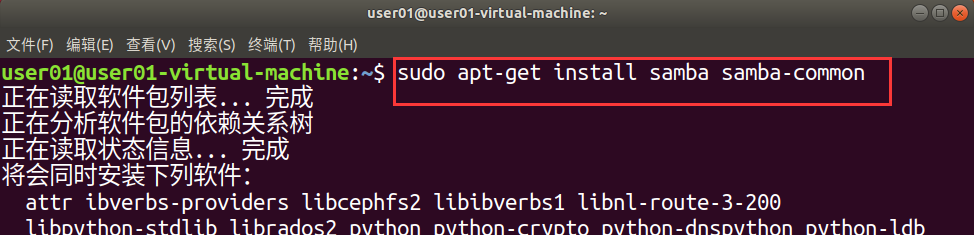 user01@user01-virtual-machine: ~
文件(F) 编辑(E) 查看(V) 搜索(S) 终端(T) 帮助(H)
user01@user01-virtual-machine:~$ sudo apt-get install samba samba-common
正在读取软件包列表... 完成
正在分析软件包的依赖关系树
正在读取状态信息... 完成
将会同时安装下列软件：
attr ibverbs-providers libcephfs2 libibverbs1 libnl-route-3-200
libpython-stdlib librados2 python python-crypto python-dnspython python-ldb